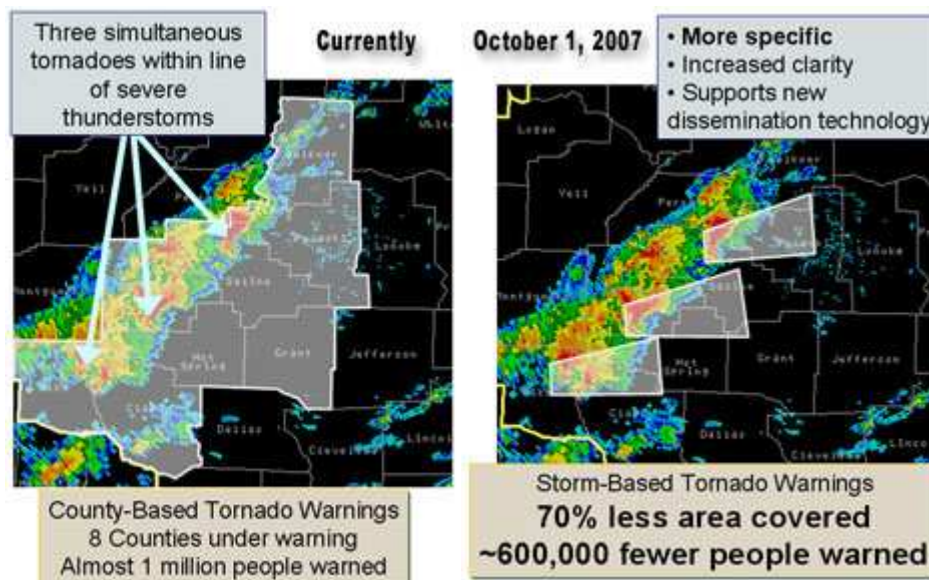 Three simultaneous
tornadoes within line
of severe
thunderstorms
Currently
October 1, 2007
• More specific
• Increased clarity
• Supports new
dissemination technology
Yell
Saline
Hot
Spring
Grant
Jefferson
Dallas
Logan
Yell
Lonoke
Saline
Hot
Spring
Grant
Jefferson
Dallas
County-Based Tornado Warnings
8 Counties under warning
Almost 1 million people warned
Storm-Based Tornado Warnings
70% less area covered
~600,000 fewer people warned